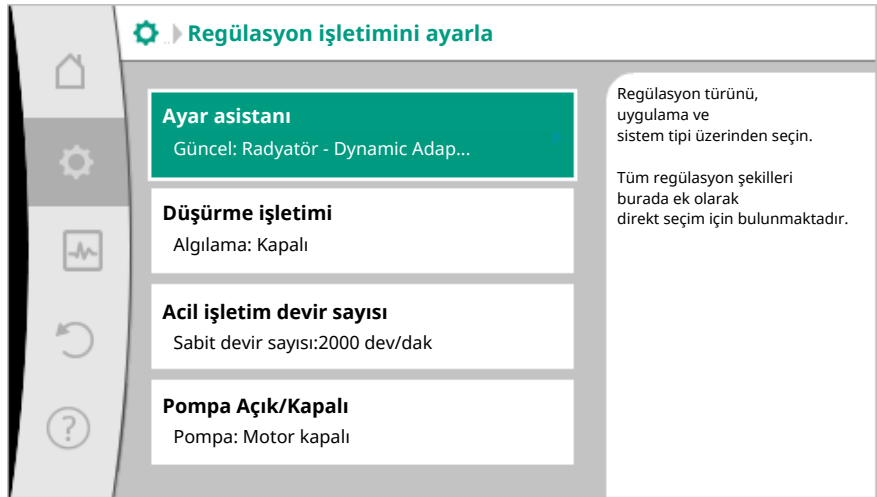 Regülasyon işletimini ayarla
Ayar asistanı
Güncel: Radyatör - Dynamic Adap...
Düşürme işletimi
Algılama: Kapalı
Acil işletim devir sayısı
Sabit devir sayısı:2000 dev/dak
Pompa Açık/Kapalı
Pompa: Motor kapalı
Regülasyon türünü,
uygulama ve
sistem tipi üzerinden seçin.
Tüm regülasyon şekilleri
burada ek olarak
direkt seçim için bulunmaktadır.
?